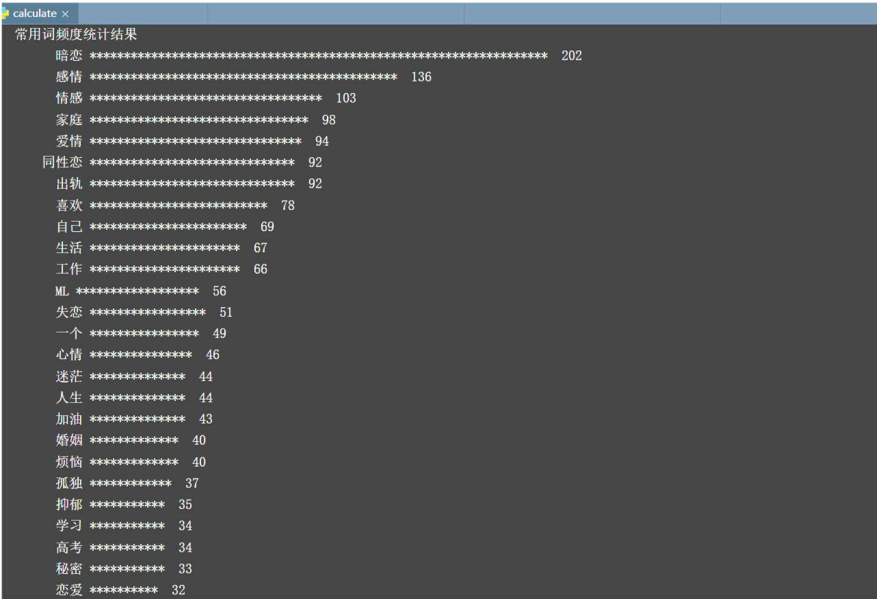 calculate ×
常用词频度统计结果
暗恋 ******************************************************************* 202
感情 ********************************************* 136
情感 ********************************** 103
家庭 ******************************** 98
爱情 ******************************* 94
同性恋 ****************************** 92
出轨 ****************************** 92
喜欢 ************************** 78
自己 *********************** 69
生活 ********************** 67
工作 ********************** 66
ML ****************** 56
失恋 ***************** 51
一个 **************** 49
心情 *************** 46
迷茫 ************** 44
人生 ************** 44
加油 ************** 43
婚姻 ************* 40
烦恼 ************* 40
孤独 ************ 37
抑郁 *********** 35
学习 *********** 34
高考 *********** 34
秘密 *********** 33
恋爱 ********** 32